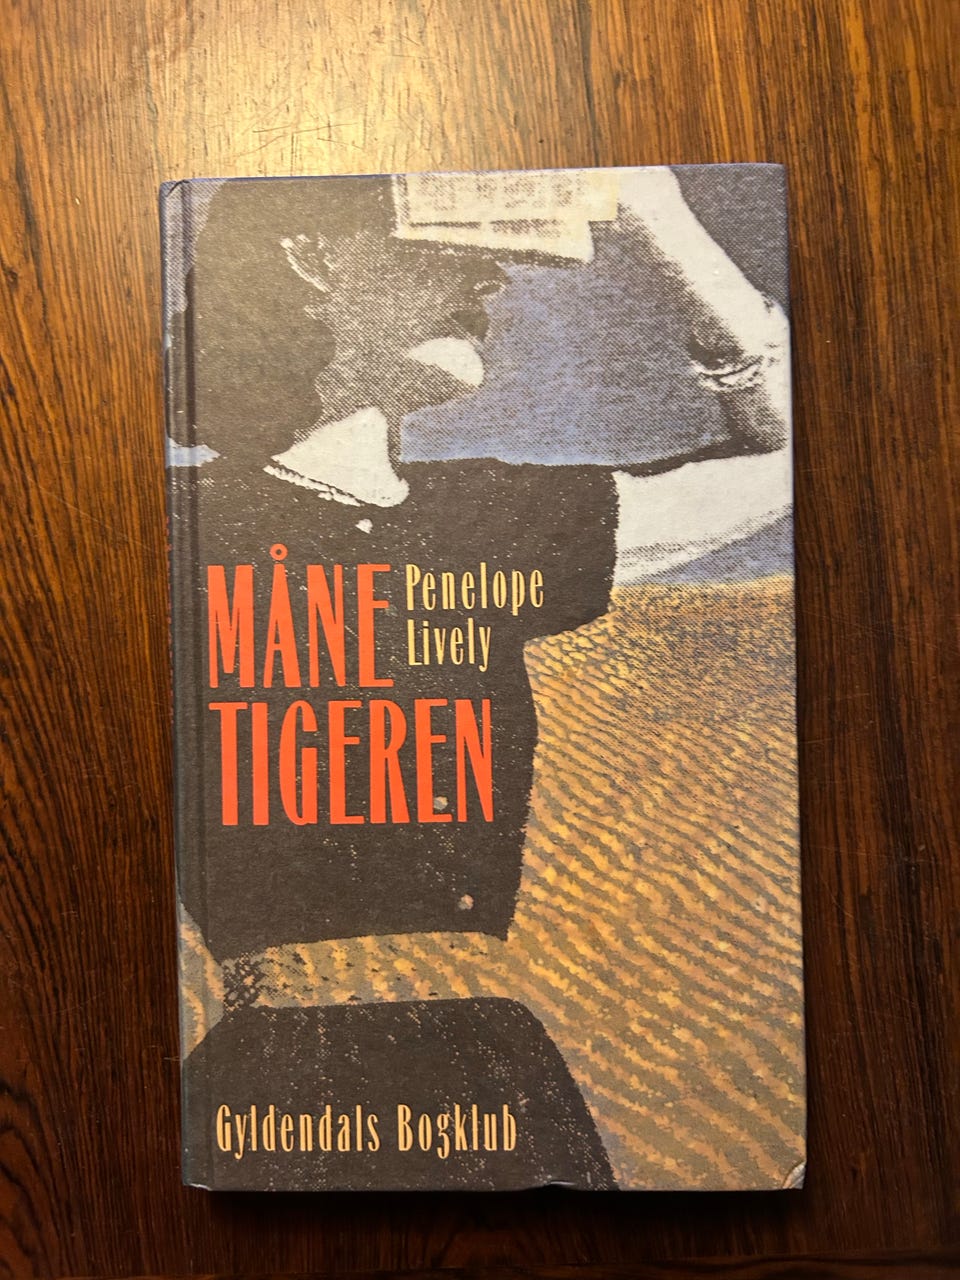 MÅNE
TIGEREN
Penelope
Lively
Gyldendals Bogklub